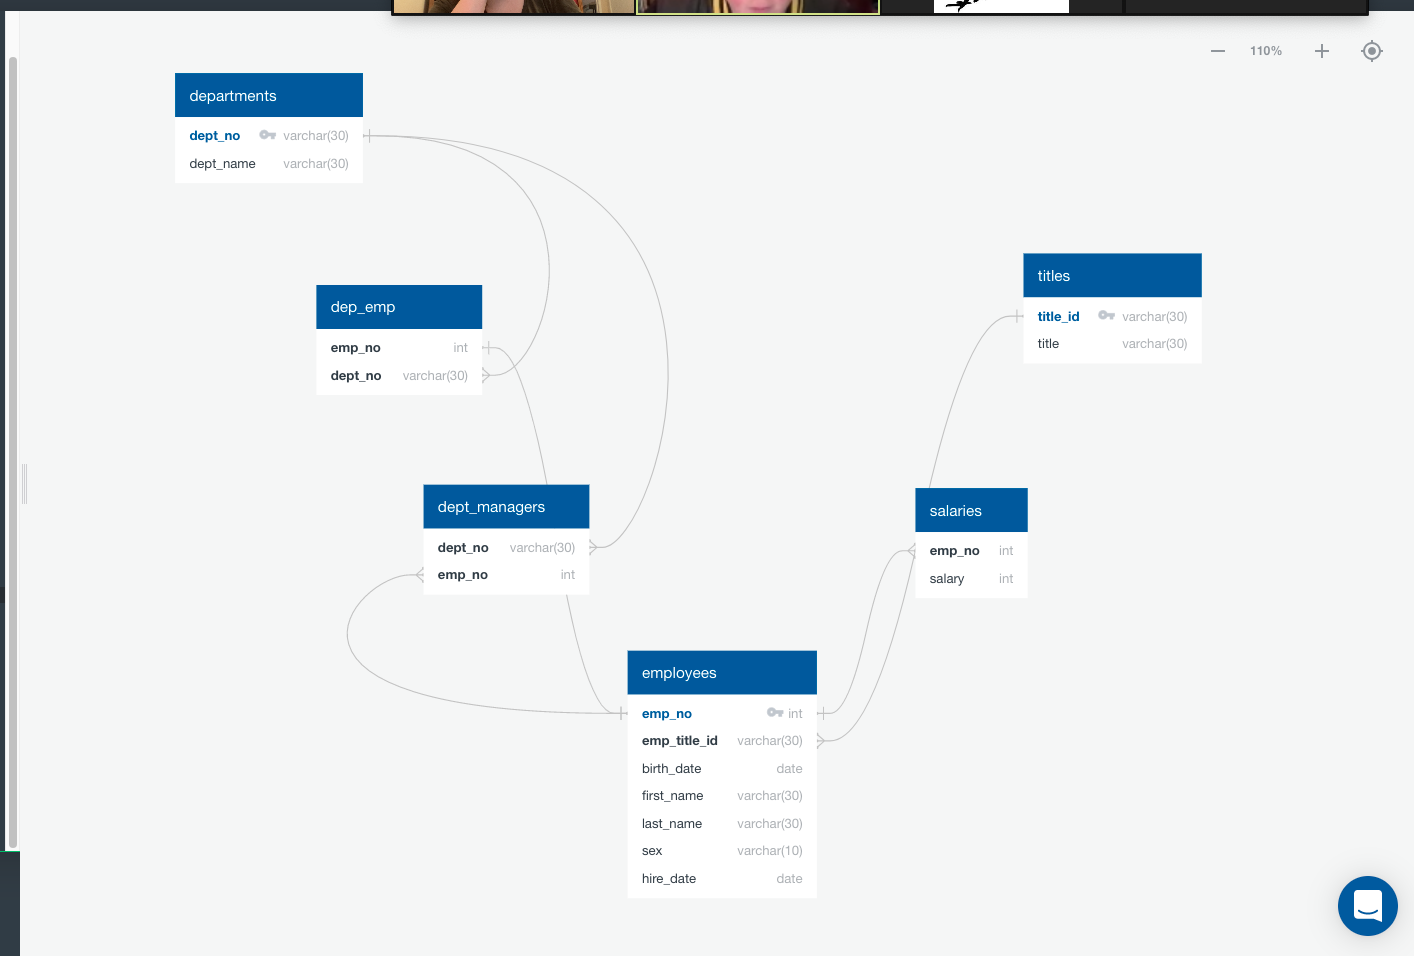 110%
departments
dept_no varchar(30)
dept_name varchar(30)
titles
title_id varchar(30)
title varchar(30)
dep_emp
emp_no int
dept_no varchar(30)
dept_managers
dept_no varchar(30)
emp_no int
salaries
emp_no int
salary int
employees
emp_no int
emp_title_id varchar(30)
birth_date date
first_name varchar(30)
last_name varchar(30)
sex varchar(10)
hire_date date